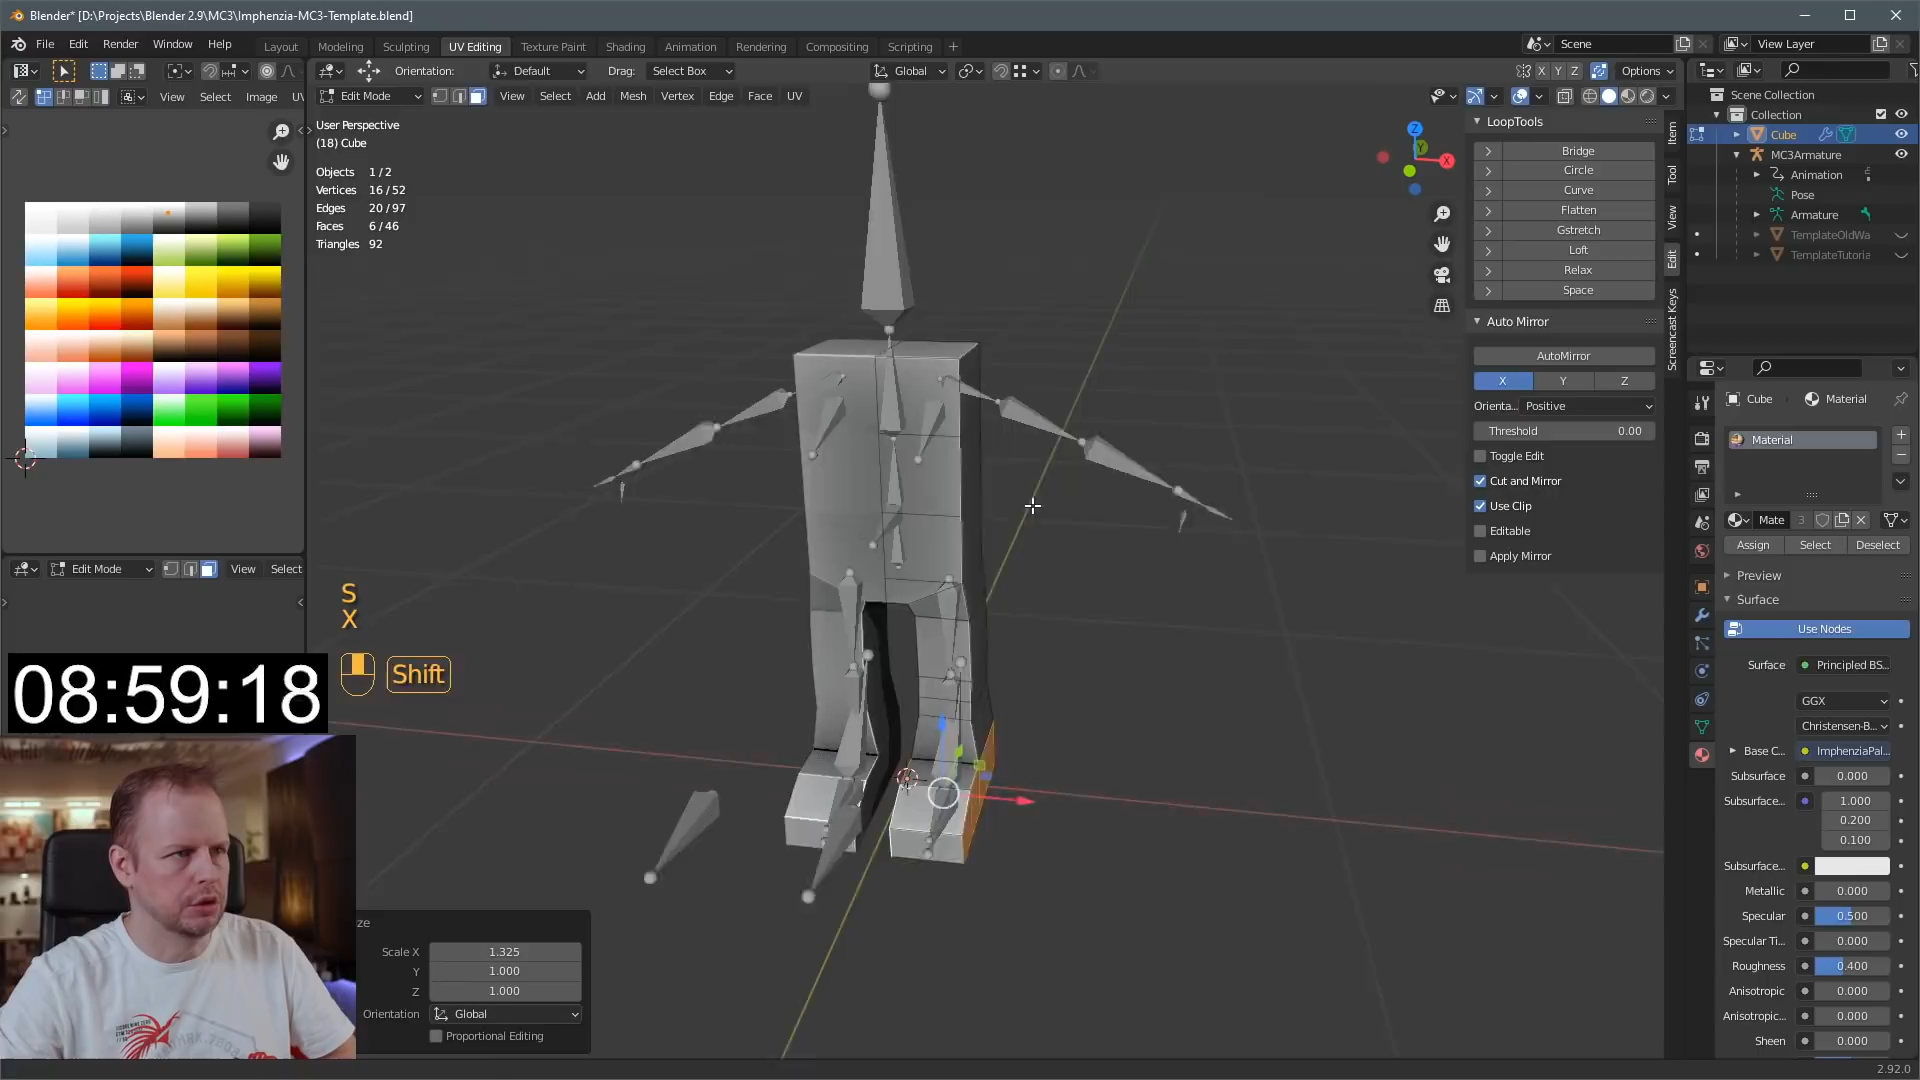 Blender* [D:\Projects\Blender 2.9\MC3\Imphenzia-MC3-Template.blend]
File Edit Render Window Help
Layout Modeling Sculpting UV Editing Texture Paint Shading Animation Rendering Compositing Scripting +
Scene
View Layer
Orientation: Default Drag: Select Box Global
X Y Z Options
View Select Image UV
Edit Mode View Select Add Mesh Vertex Edge Face UV
User Perspective
(18) Cube
Objects 1 / 2
Vertices 16 / 52
Edges 20 / 97
Faces 6 / 46
Triangles 92
Z
Y
X
LoopTools
Bridge
Circle
Curve
Flatten
Gstretch
Loft
Relax
Space
Auto Mirror
AutoMirror
X Y Z
Orienta... Positive
Threshold 0.00
Toggle Edit
Cut and Mirror
Use Clip
Editable
Apply Mirror
Item
Tool
View
Edit
Screencast Keys
Scene Collection
Collection
Cube
MC3Armature
Animation
Pose
Armature
TemplateOldWa
TemplateTutoria
Cube Material
Material
Mate 3
Assign Select Deselect
Preview
Surface
Use Nodes
Surface Principled BS...
GGX
Christensen-B...
Base C... ImphenziaPal...
Subsurface 0.000
Subsurface... 1.000
0.200
0.100
Subsurface...
Metallic 0.000
Specular 0.500
Specular Ti... 0.000
Roughness 0.400
Anisotropic 0.000
Anisotropic... 0.000
Sheen 0.000
2.92.0
Edit Mode View Select
S
X
Shift
08:59:18
ze
Scale X 1.325
Y 1.000
Z 1.000
Orientation Global
Proportional Editing